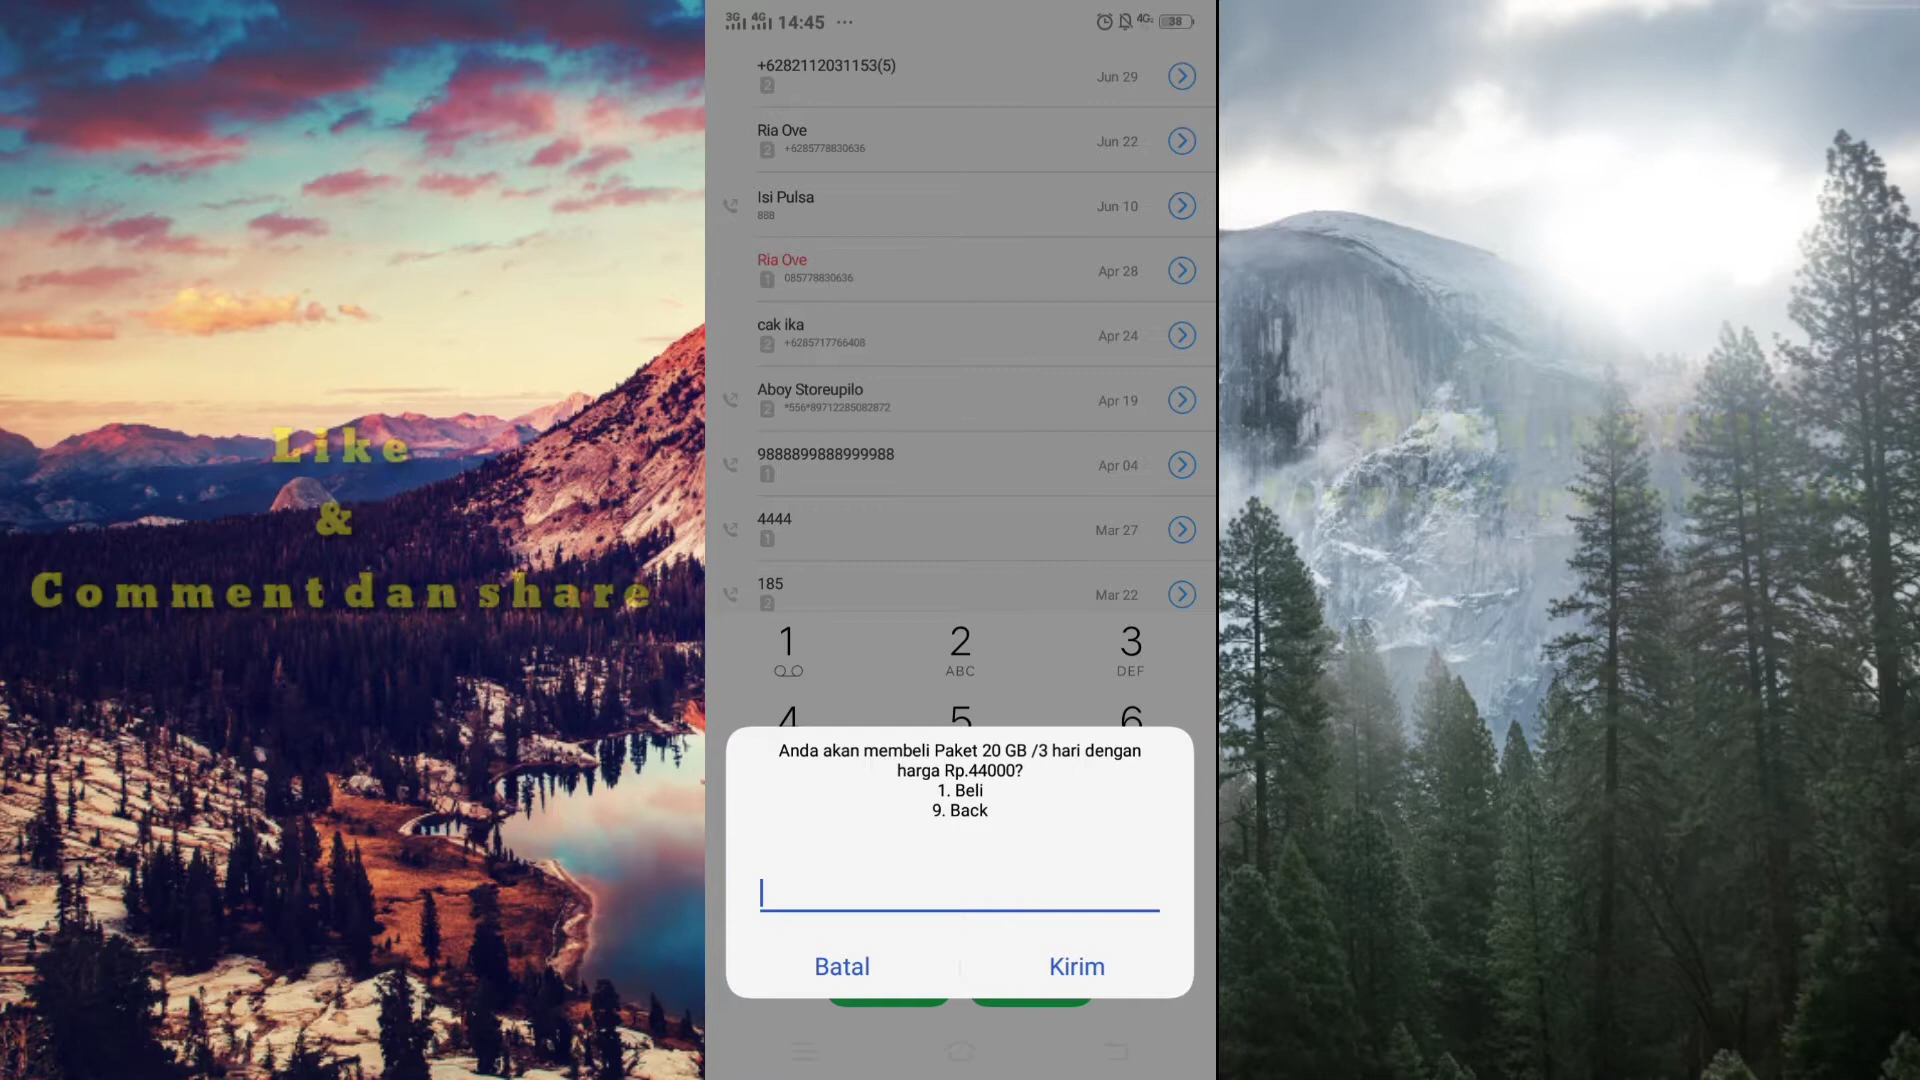 Like
&
Comment dan share
3G 4G 14:45 ... 4G 38
+6282112031153(5)
2
Jun 29
Ria Ove
2 +6285778830636
Jun 22
Isi Pulsa
888
Jun 10
Ria Ove
1 085778830636
Apr 28
cak ika
2 +6285717766408
Apr 24
Aboy Storeupilo
2 *556*89712285082872
Apr 19
9888899888999988
1
Apr 04
4444
1
Mar 27
185
2
Mar 22
1 2 3
ABC DEF
4 5 6
Anda akan membeli Paket 20 GB /3 hari dengan
harga Rp.44000?
1. Beli
9. Back
Batal Kirim